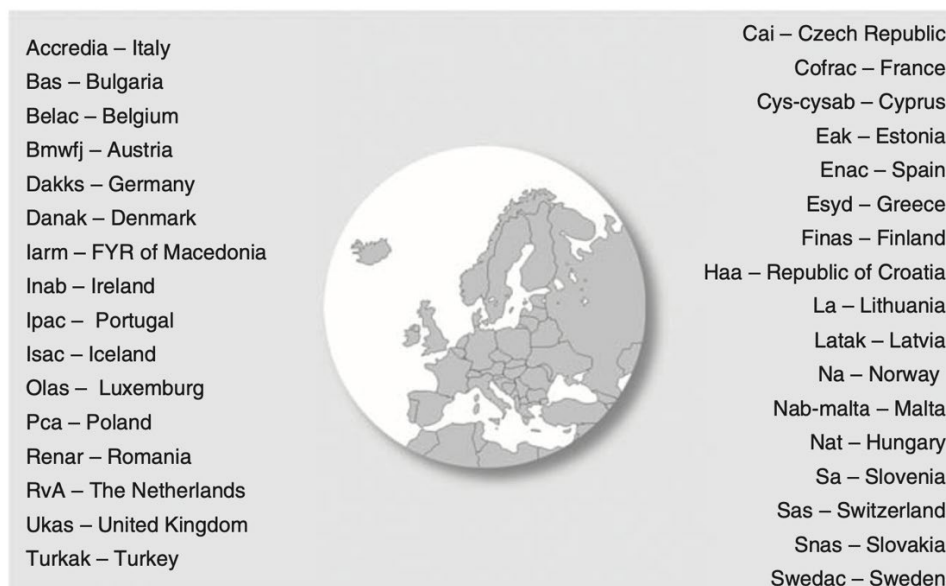 Accredia – Italy
Bas – Bulgaria
Belac – Belgium
Bmwfj – Austria
Dakks – Germany
Danak – Denmark
Iarm – FYR of Macedonia
Inab – Ireland
Ipac – Portugal
Isac – Iceland
Olas – Luxemburg
Pca – Poland
Renar – Romania
RvA – The Netherlands
Ukas – United Kingdom
Turkak – Turkey
Cai – Czech Republic
Cofrac – France
Cys-cysab – Cyprus
Eak – Estonia
Enac – Spain
Esyd – Greece
Finas – Finland
Haa – Republic of Croatia
La – Lithuania
Latak – Latvia
Na – Norway
Nab-malta – Malta
Nat – Hungary
Sa – Slovenia
Sas – Switzerland
Snas – Slovakia
Swedac – Sweden